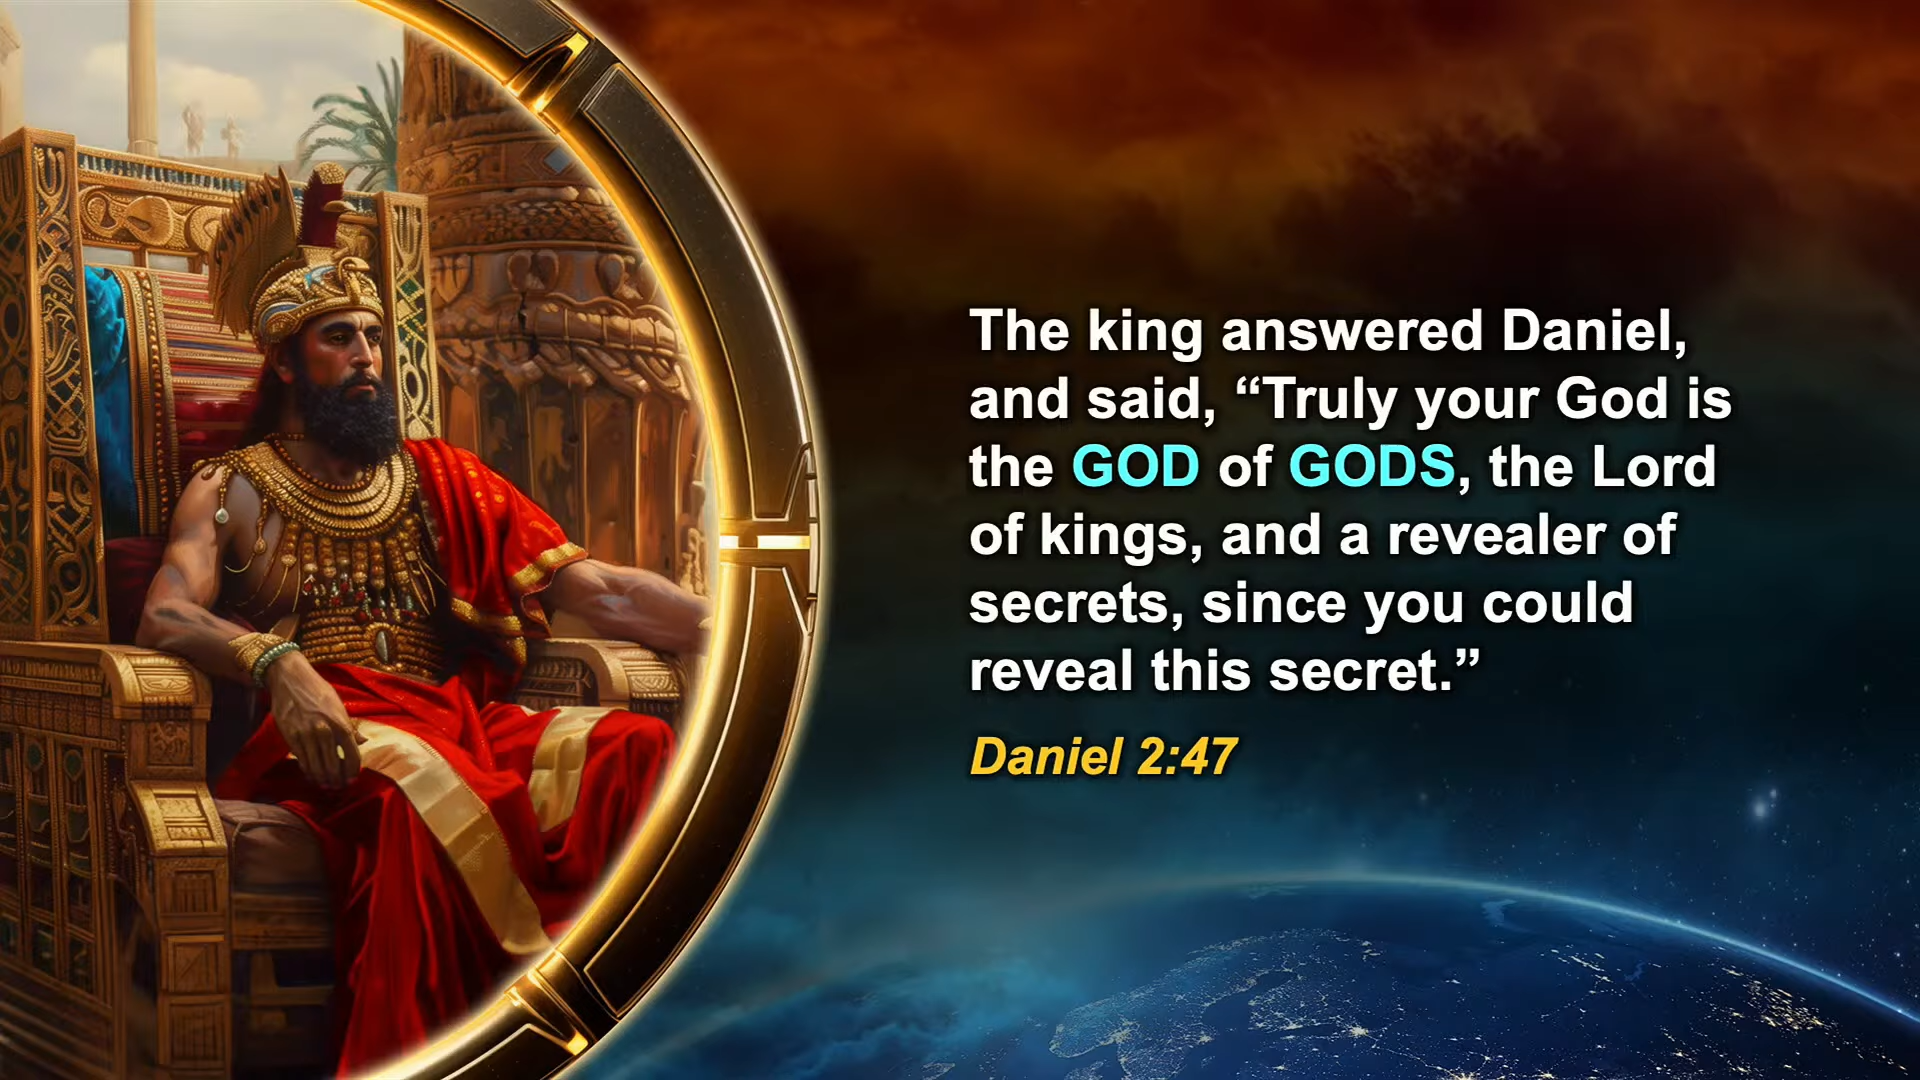 The king answered Daniel,
and said, “Truly your God is
the GOD of GODS, the Lord
of kings, and a revealer of
secrets, since you could
reveal this secret.”
Daniel 2:47